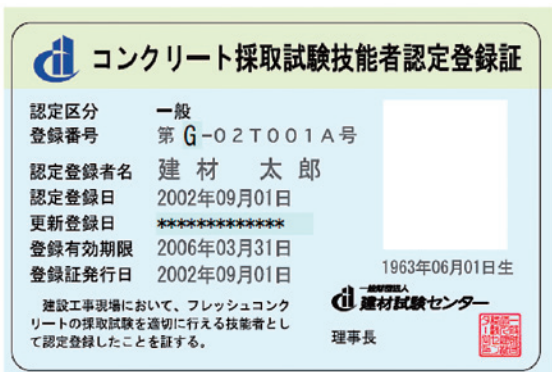 コンクリート採取試験技能者認定登録証
認定区分 一般
登録番号 第G-02T001A号
認定登録者名 建材 太郎
認定登録日 2002年09月01日
更新登録日 *************
登録有効期限 2006年03月31日
登録証発行日 2002年09月01日
1963年06月01日生
建設工事現場において、フレッシュコンク
リートの採取試験を適切に行える技能者とし
て認定登録したことを証する。
一般財団法人
建材試験センター
理事長